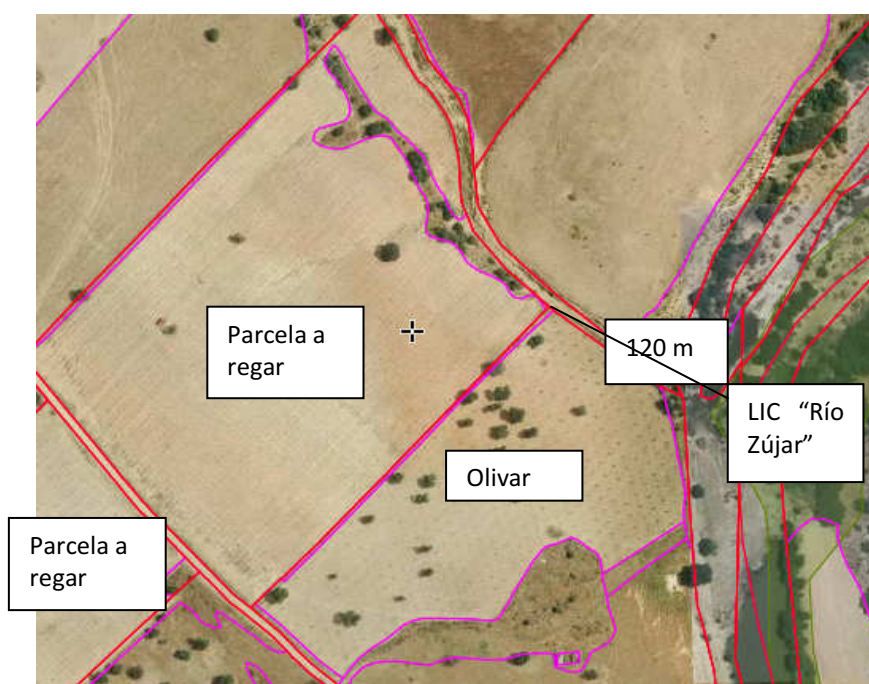 Parcela a
regar
120 m
LIC “Río
Zújar”
Olivar
Parcela a
regar